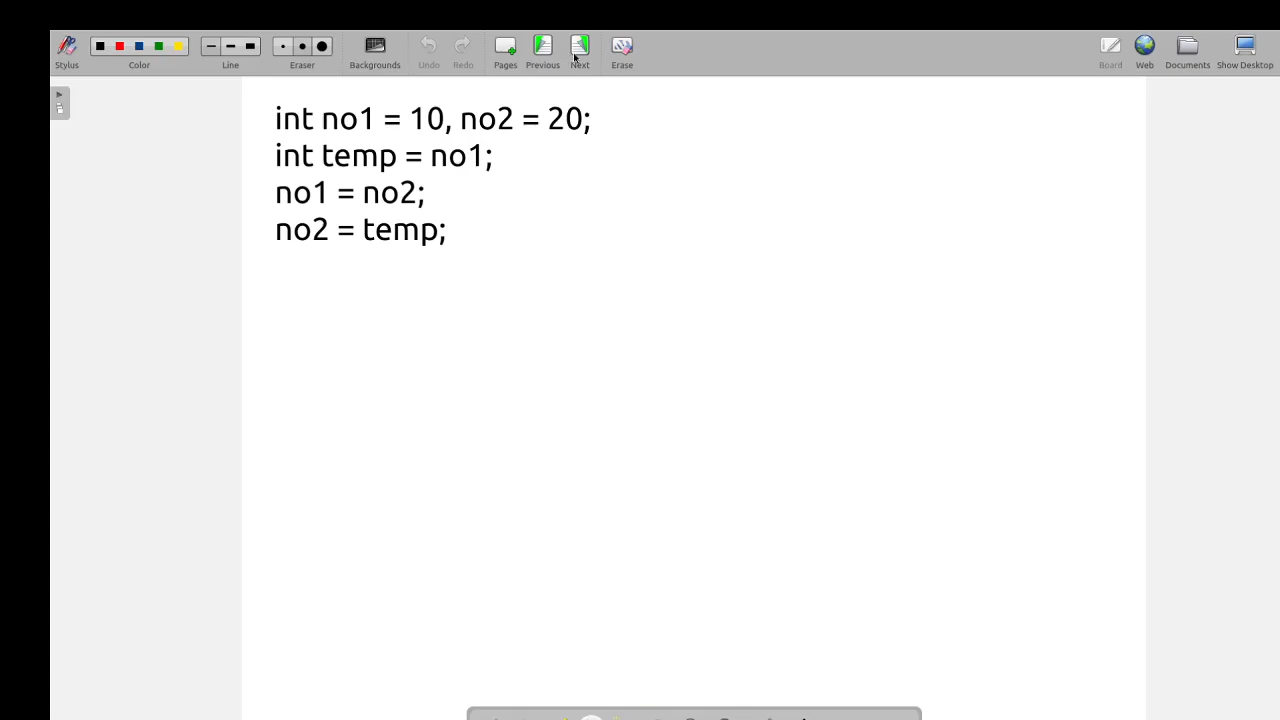 Stylus Color Line Eraser Backgrounds Undo Redo Pages Previous Next Erase Board Web Documents Show Desktop
int no1 = 10, no2 = 20;
int temp = no1;
no1 = no2;
no2 = temp;